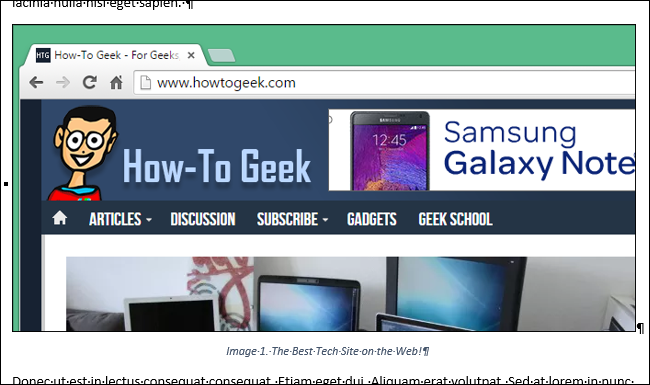 lacinia·nulla·nisi·eget·sapien.·¶
HTG How-To Geek - For Geeks
www.howtogeek.com
12:45
How-To Geek
Samsung
Galaxy Note
ARTICLES DISCUSSION SUBSCRIBE GADGETS GEEK SCHOOL
¶
Image·1.·The·Best·Tech·Site·on·the·Web!¶
Donec·ut·est·in·lectus·consequat·consequat.·Etiam·eget·dui.·Aliquam·erat·volutpat.·Sed·at·lorem·in·nunc·